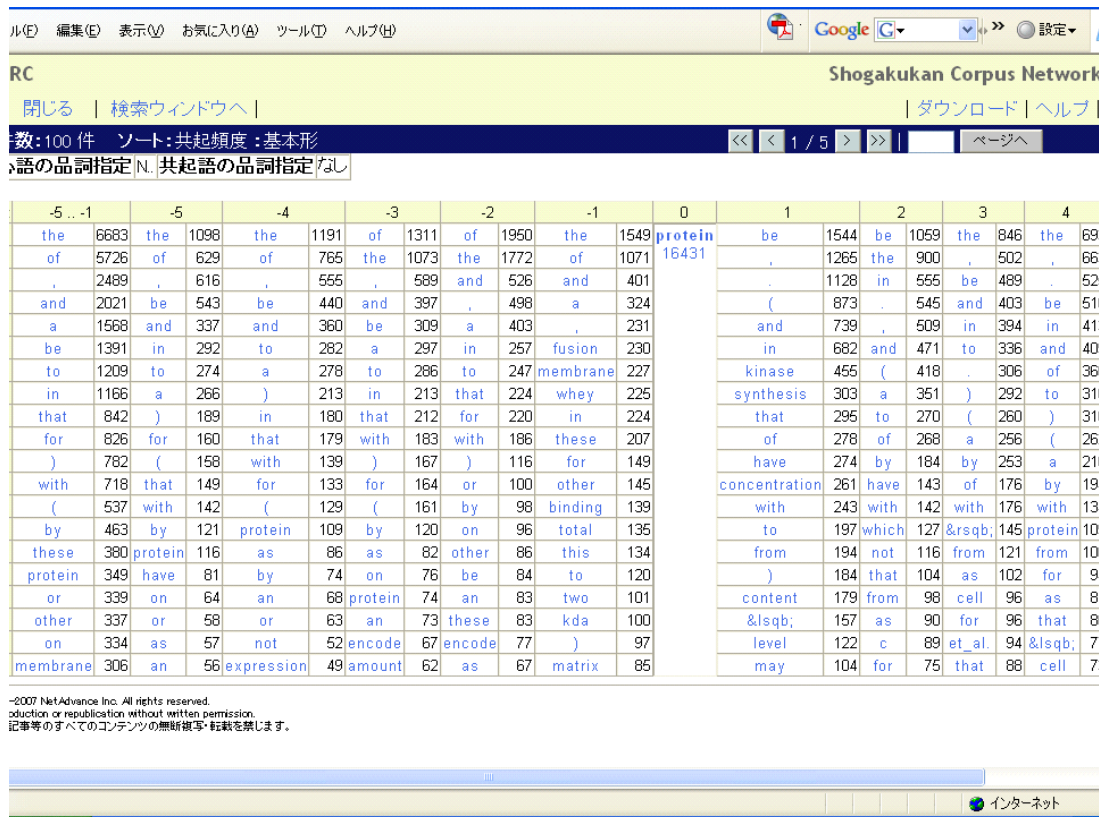 ル(F) 編集(E) 表示(V) お気に入り(A) ツール(T) ヘルプ(H) Google G 設定
RC Shogakukan Corpus Network
閉じる | 検索ウィンドウへ | | ダウンロード | ヘルプ |
数:100 件 ソート:共起頻度 :基本形 << < 1 / 5 > >> | ページへ
語の品詞指定 N.. 共起語の品詞指定 なし
-5 .. -1 -5 -4 -3 -2 -1 0 1 2 3 4
the 6683 the 1098 the 1191 of 1311 of 1950 the 1549 protein be 1544 be 1059 the 846 the 69
of 5726 of 629 of 765 the 1073 the 1772 of 1071 16431 , 1265 the 900 , 502 , 66
, 2489 , 616 , 555 , 589 and 526 and 401 . 1128 in 555 be 489 . 52
and 2021 be 543 be 440 and 397 , 498 a 324 ( 873 . 545 and 403 be 51
a 1568 and 337 and 360 be 309 a 403 , 231 and 739 , 509 in 394 in 41
be 1391 in 292 to 282 a 297 in 257 fusion 230 in 682 and 471 to 336 and 40
to 1209 to 274 a 278 to 286 to 247 membrane 227 kinase 455 ( 418 . 306 of 36
in 1166 a 266 ) 213 in 213 that 224 whey 225 synthesis 303 a 351 ) 292 to 31
that 842 ) 189 in 180 that 212 for 220 in 224 that 295 to 270 ( 260 ) 31
for 826 for 160 that 179 with 183 with 186 these 207 of 278 of 268 a 256 ( 26
) 782 ( 158 with 139 ) 167 ) 116 for 149 have 274 by 184 by 253 a 21
with 718 that 149 for 133 for 164 or 100 other 145 concentration 261 have 143 of 176 by 19
( 537 with 142 ( 129 ( 161 by 98 binding 139 with 243 with 142 with 176 with 13
by 463 by 121 protein 109 by 120 on 96 total 135 to 197 which 127 &rsqb; 145 protein 10
these 380 protein 116 as 86 as 82 other 86 this 134 from 194 not 116 from 121 from 10
protein 349 have 81 by 74 on 76 be 84 to 120 ) 184 that 104 as 102 for 9
or 339 on 64 an 68 protein 74 an 83 two 101 content 179 from 98 cell 96 as 8
other 337 or 58 or 63 an 73 these 83 kda 100 &lsqb; 157 as 90 for 96 that 8
on 334 as 57 not 52 encode 67 encode 77 ) 97 level 122 c 89 et_al. 94 &lsqb; 7
membrane 306 an 56 expression 49 amount 62 as 67 matrix 85 may 104 for 75 that 88 cell 7
-2007 NetAdvance Inc. All rights reserved.
oduction or republication without written permission.
記事等のすべてのコンテンツの無断複写・転載を禁じます。
インターネット